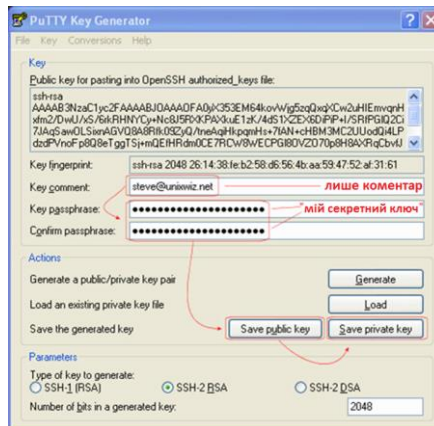 PuTTY Key Generator
File Key Conversions Help
Key
Public key for pasting into OpenSSH authorized_keys file:
ssh-rsa
Key fingerprint: ssh-rsa 2048 26:14:38:fe:b2:58:d6:56:4b:aa:59:47:52:af:31:61
Key comment: steve@unixwiz.net лише коментар
Key passphrase: "мій секретний ключ"
Confirm passphrase:
Actions
Generate a public/private key pair Generate
Load an existing private key file Load
Save the generated key Save public key Save private key
Parameters
Type of key to generate:
SSH-1 (RSA) SSH-2 RSA SSH-2 DSA
Number of bits in a generated key: 2048